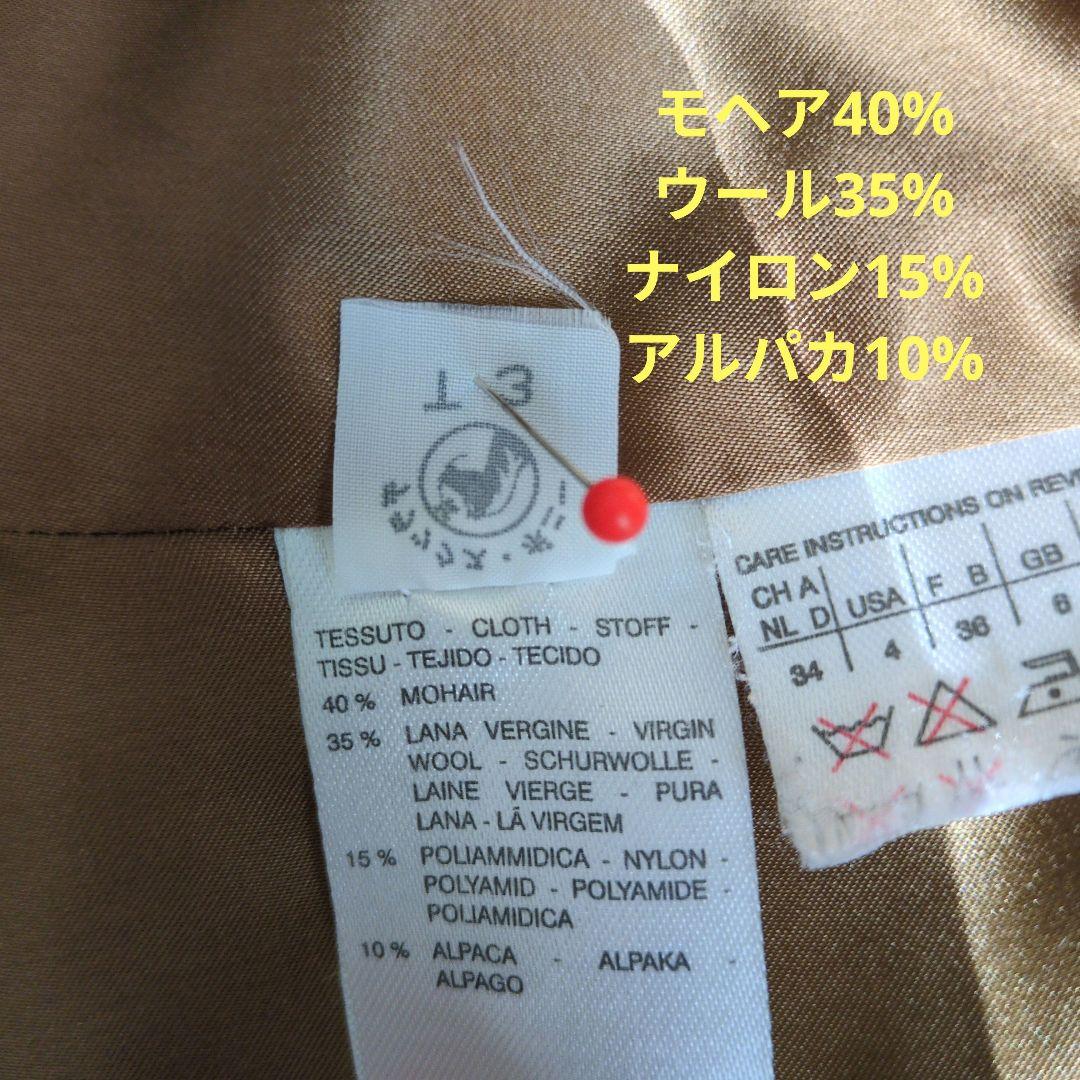 モヘア40%
ウール35%
ナイロン15%
アルパカ10%
TESSUTO - CLOTH - STOFF -
TISSU - TEJIDO - TECIDO
40 % MOHAIR
35 % LANA VERGINE - VIRGIN
WOOL - SCHURWOLLE -
LAINE VIERGE - PURA
LANA - LÃ VIRGEM
15 % POLIAMMIDICA - NYLON -
POLYAMID - POLYAMIDE -
POLIAMIDICA
10 % ALPACA - ALPAKA -
ALPAGO
CARE INSTRUCTIONS ON
CH A
NL D USA F B GB
34 4 36 6